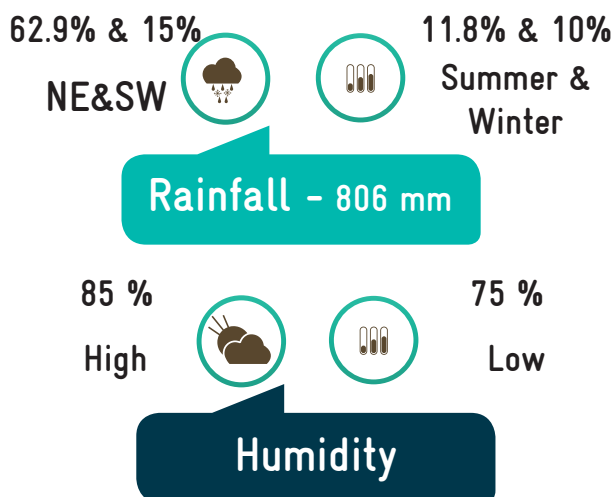 62.9% & 15%
NE&SW
11.8% & 10%
Summer &
Winter
Rainfall - 806 mm
85 %
High
75 %
Low
Humidity